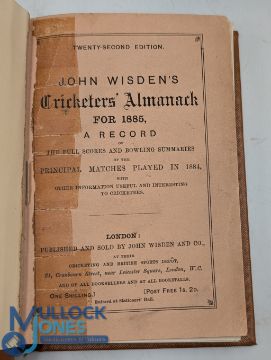 TWENTY-SECOND EDITION.
JOHN WISDEN'S
Cricketers' Almanack
FOR 1885,
A RECORD
OF
THE FULL SCORES AND BOWLING SUMMARIES
OF THE
PRINCIPAL MATCHES PLAYED IN 1884,
WITH
OTHER INFORMATION USEFUL AND INTERESTING
TO CRICKETERS.
LONDON:
PUBLISHED AND SOLD BY JOHN WISDEN AND CO.,
AT THEIR
CRICKETING AND BRITISH SPORTS DEPÔT,
21, Cranbourn Street, near Leicester Square, London, W.C.
AND OF ALL BOOKSELLERS AND AT ALL BOOKSTALLS.
ONE SHILLING.] [POST FREE 1s. 2D.
Entered at Stationers' Hall.
MULLOCK
JONES